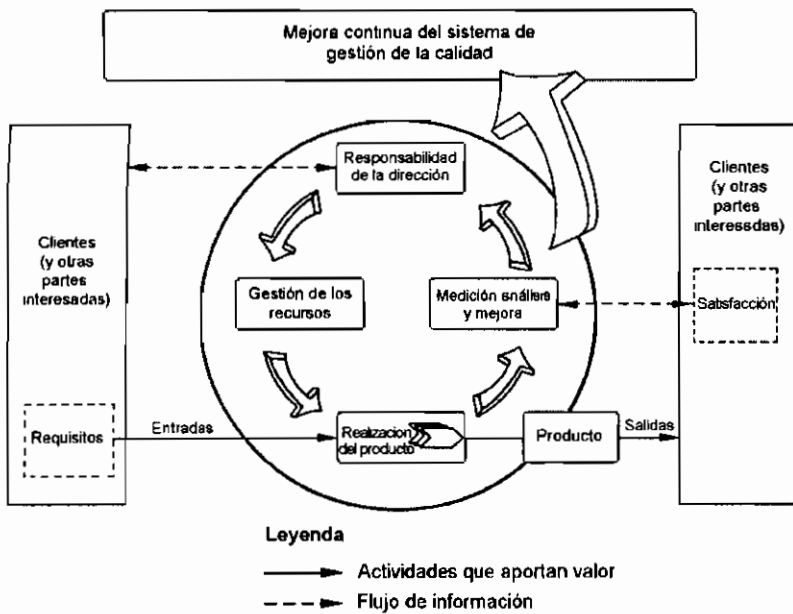 Mejora continua del sistema de
gestión de la calidad
Clientes
(y otras
partes
interesadas)
Requisitos
Entradas
Responsabilidad
de la dirección
Gestión de los
recursos
Medición análisis
y mejora
Realizacion
del producto
Producto
Salidas
Clientes
(y otras
partes
interesadas)
Satisfacción
Leyenda
Actividades que aportan valor
Flujo de información